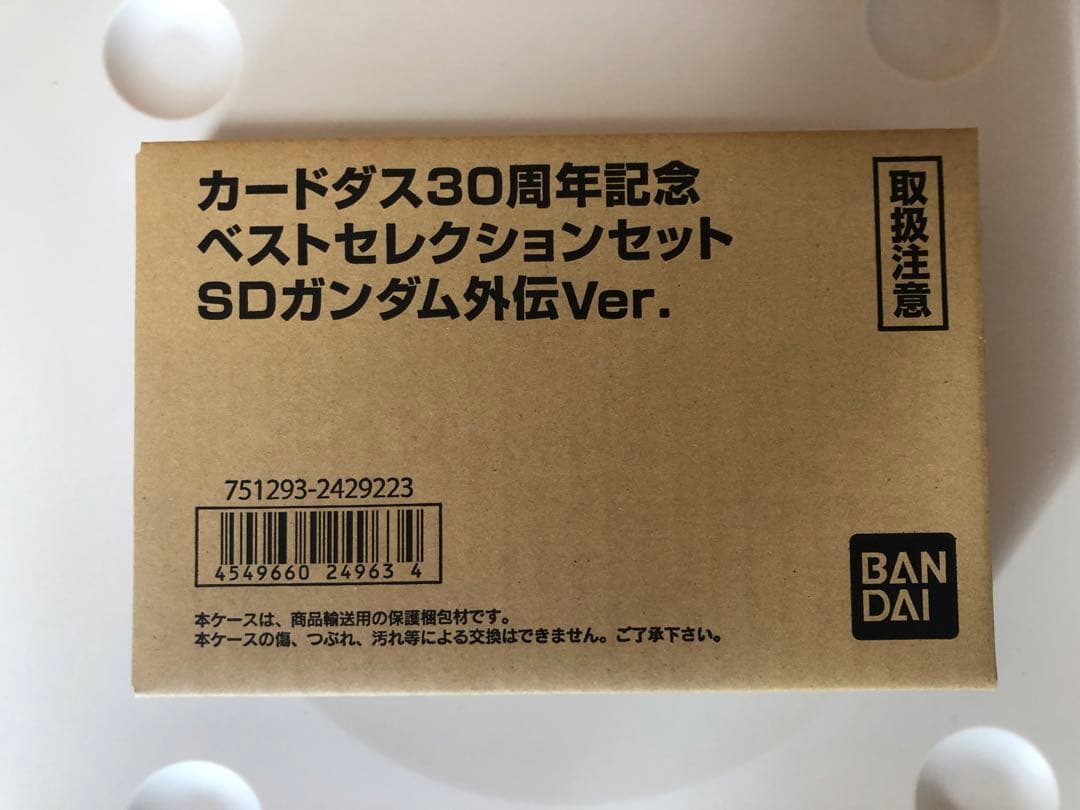 カードダス30周年記念
ベストセレクションセット
SDガンダム外伝Ver.
取扱注意
751293-2429223
4549660 24963 4
BAN
DAI
本ケースは、商品輸送用の保護梱包材です。
本ケースの傷、つぶれ、汚れ等による交換はできません。ご了承下さい。